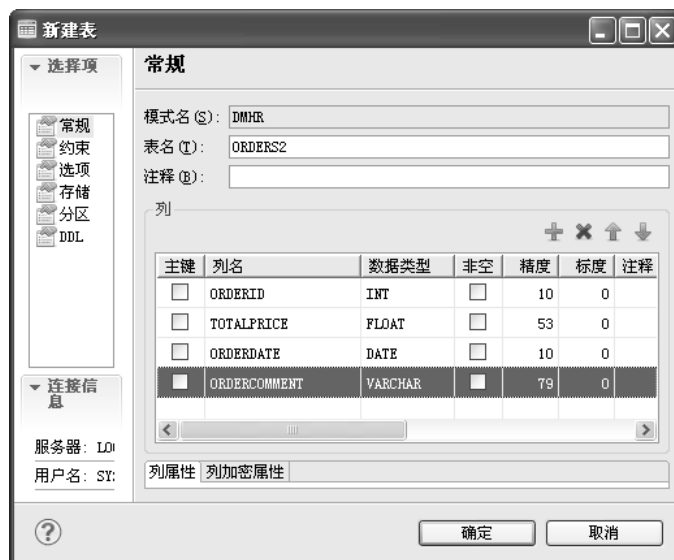 新建表
选择项
常规
约束
选项
存储
分区
DDL
连接信
息
服务器: LO
用户名: SY
常规
模式名(S): DMHR
表名(T): ORDERS2
注释(B):
列
主键 列名 数据类型 非空 精度 标度 注释
ORDERID INT 10 0
TOTALPRICE FLOAT 53 0
ORDERDATE DATE 10 0
ORDERCOMMENT VARCHAR 79 0
列属性 列加密属性
确定 取消